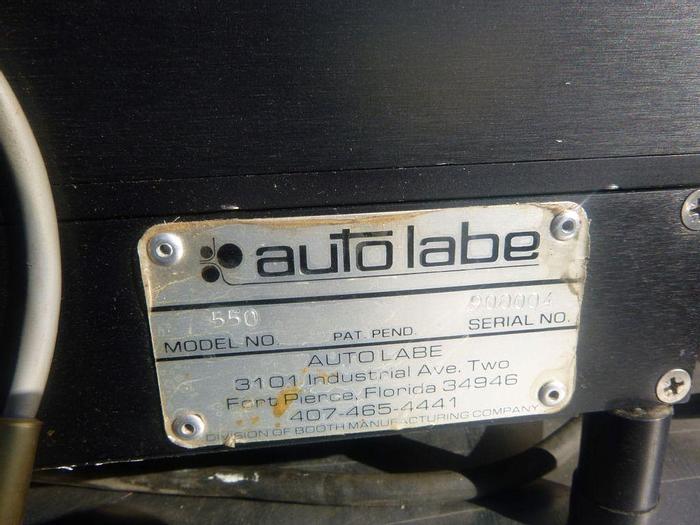 autō labe
550 900004
MODEL NO. PAT. PEND. SERIAL NO.
AUTO LABE
3101 Industrial Ave. Two
Fort Pierce, Florida 34946
407-465-4441
DIVISION OF BOOTH MANUFACTURING COMPANY